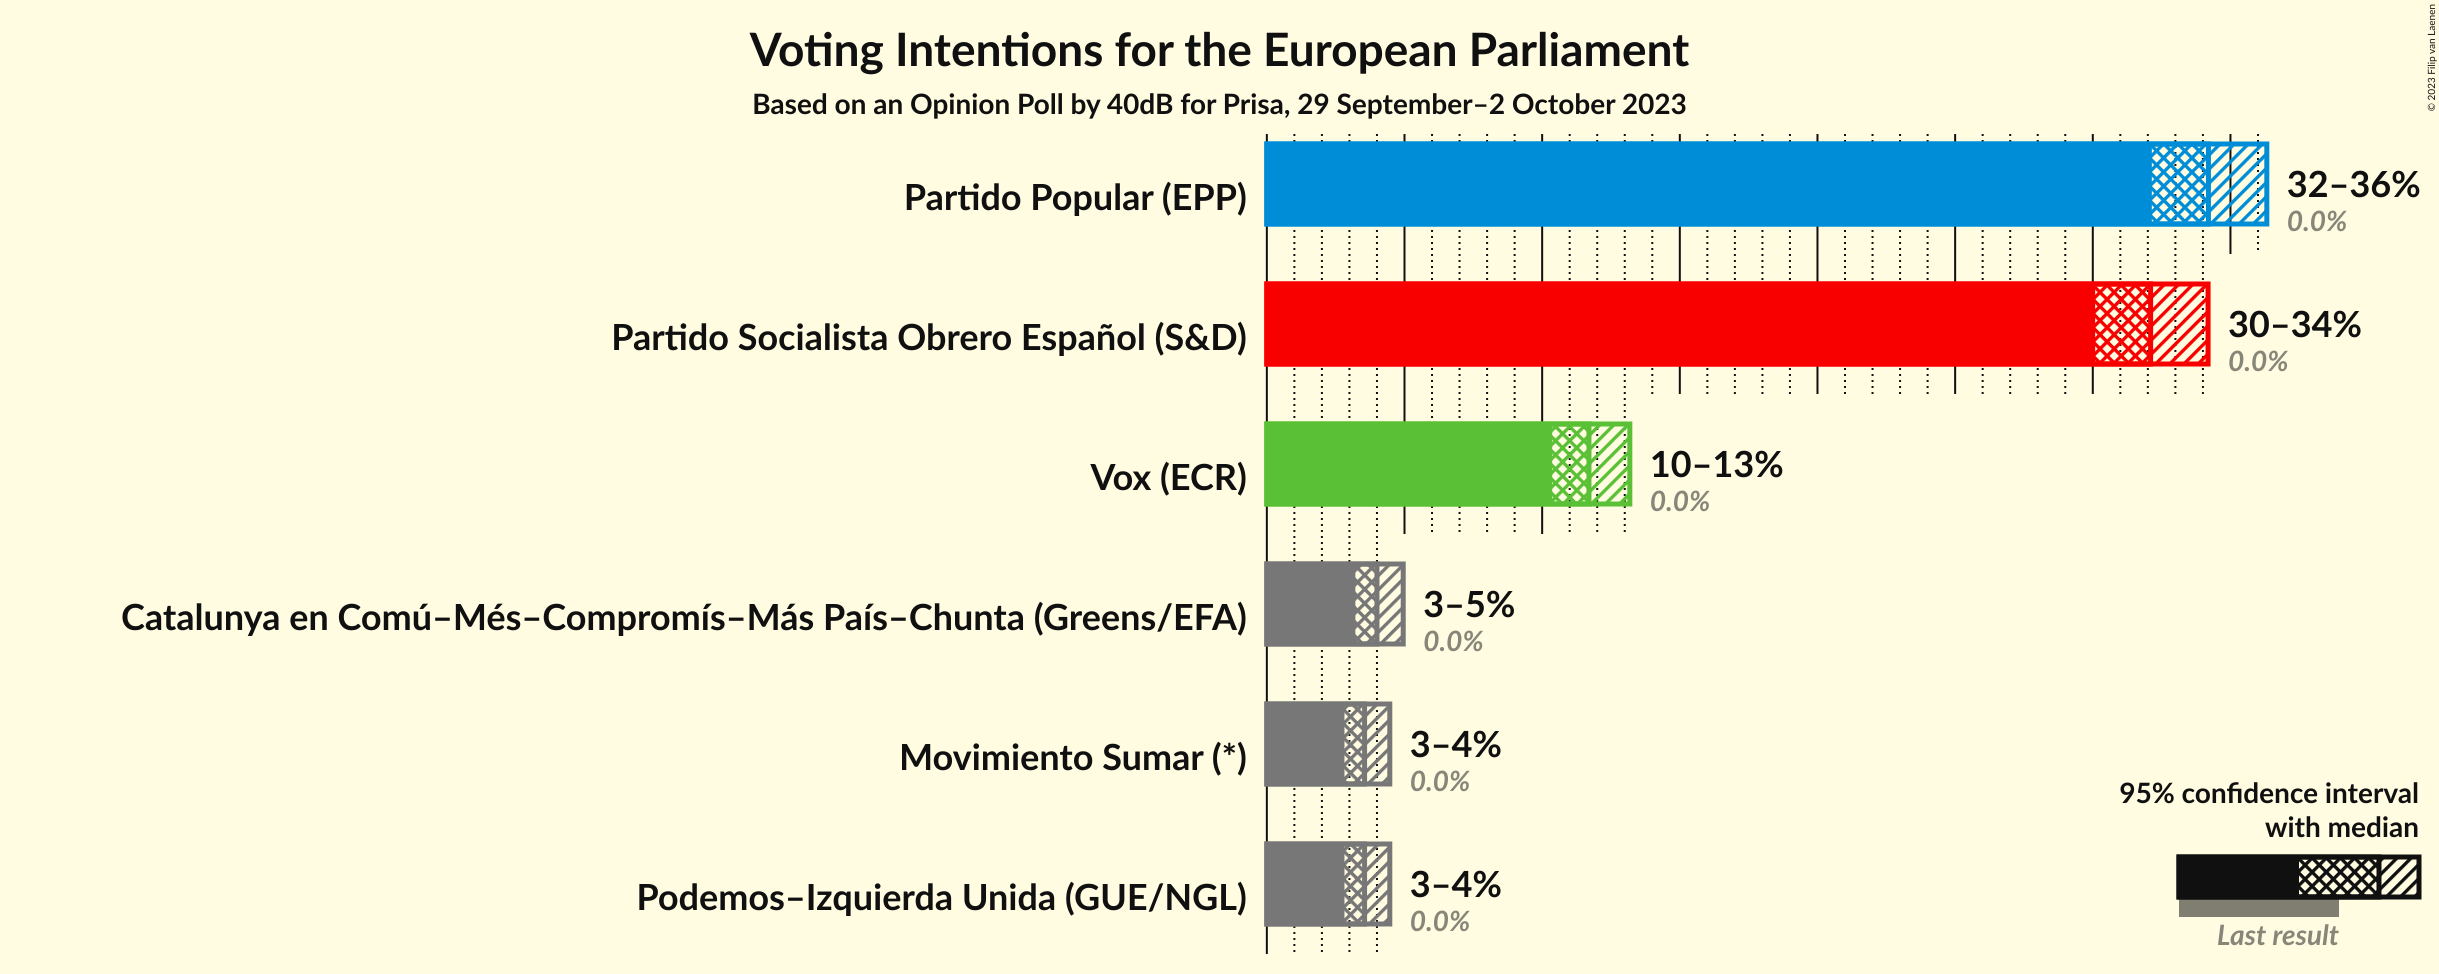 Voting Intentions for the European Parliament
Based on an Opinion Poll by 40dB for Prisa, 29 September–2 October 2023
© 2023 Filip van Laenen
Partido Popular (EPP)
32–36%
0.0%
Partido Socialista Obrero Español (S&D)
30–34%
0.0%
Vox (ECR)
10–13%
0.0%
Catalunya en Comú–Més–Compromís–Más País–Chunta (Greens/EFA)
3–5%
0.0%
Movimiento Sumar (*)
3–4%
0.0%
Podemos–Izquierda Unida (GUE/NGL)
3–4%
0.0%
95% confidence interval
with median
Last result